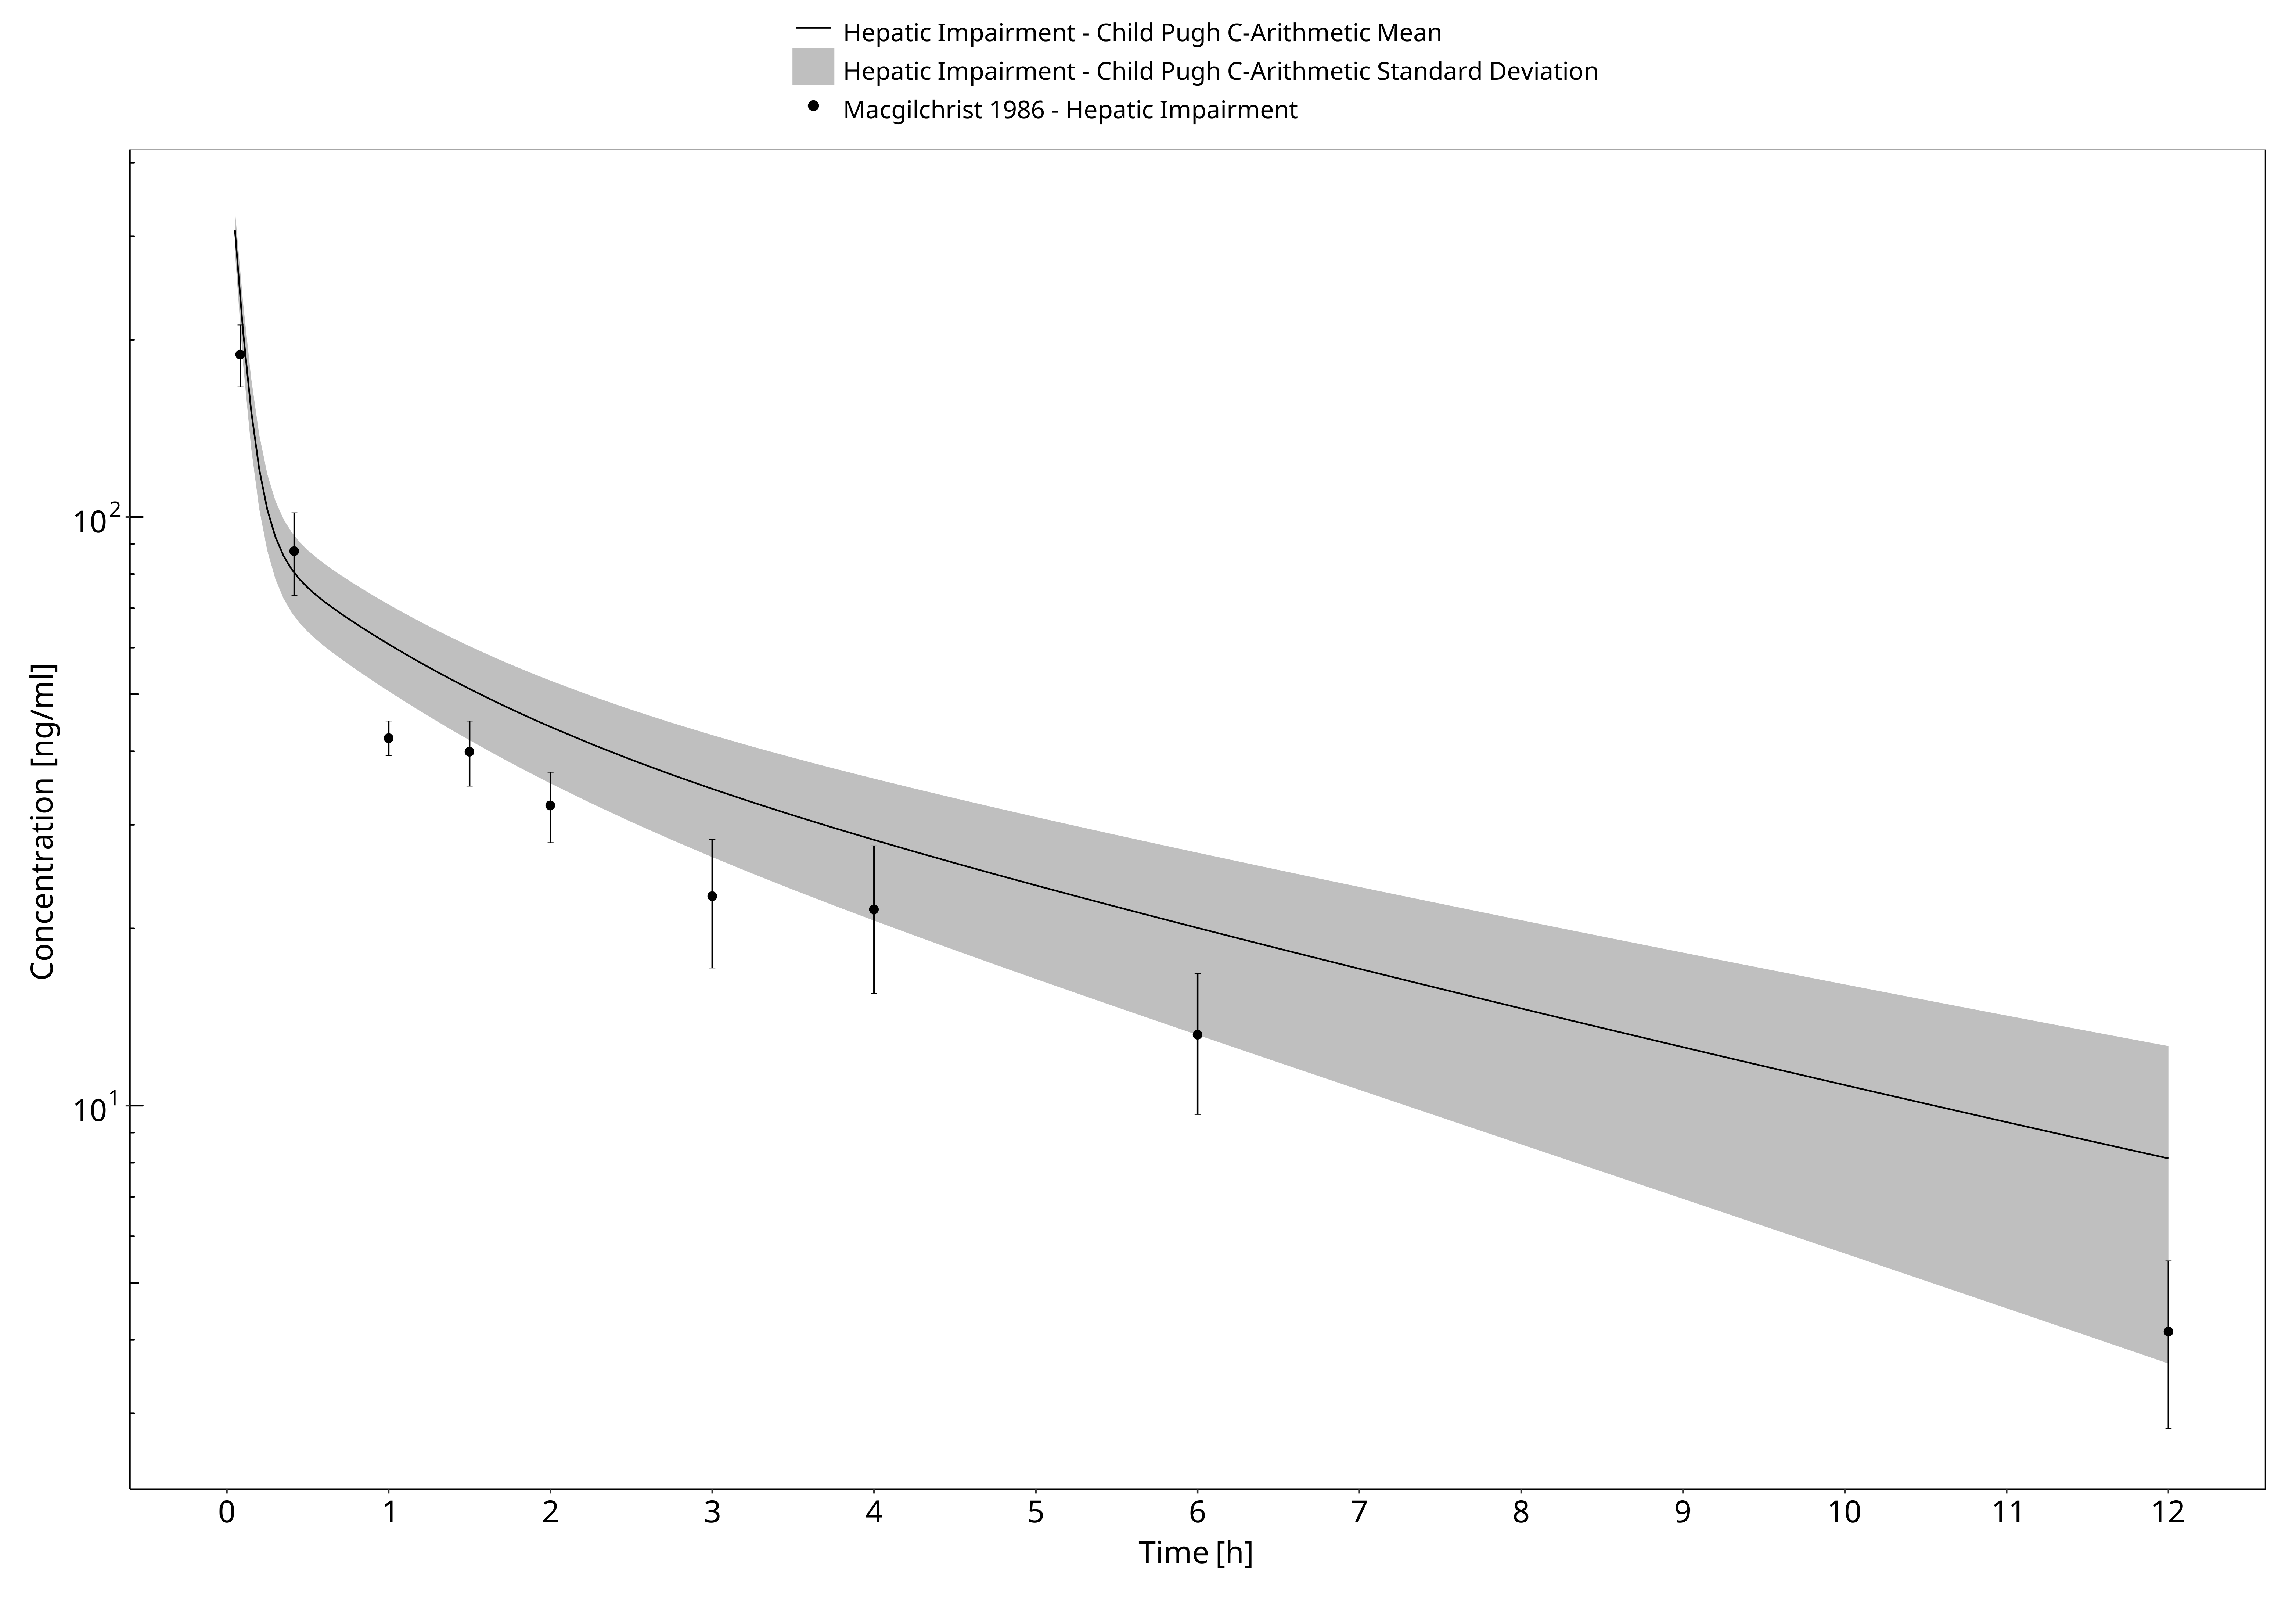 Hepatic Impairment - Child Pugh C-Arithmetic Mean
Hepatic Impairment - Child Pugh C-Arithmetic Standard Deviation
Macgilchrist 1986 - Hepatic Impairment
10²
10¹
Concentration [ng/ml]
0 1 2 3 4 5 6 7 8 9 10 11 12
Time [h]